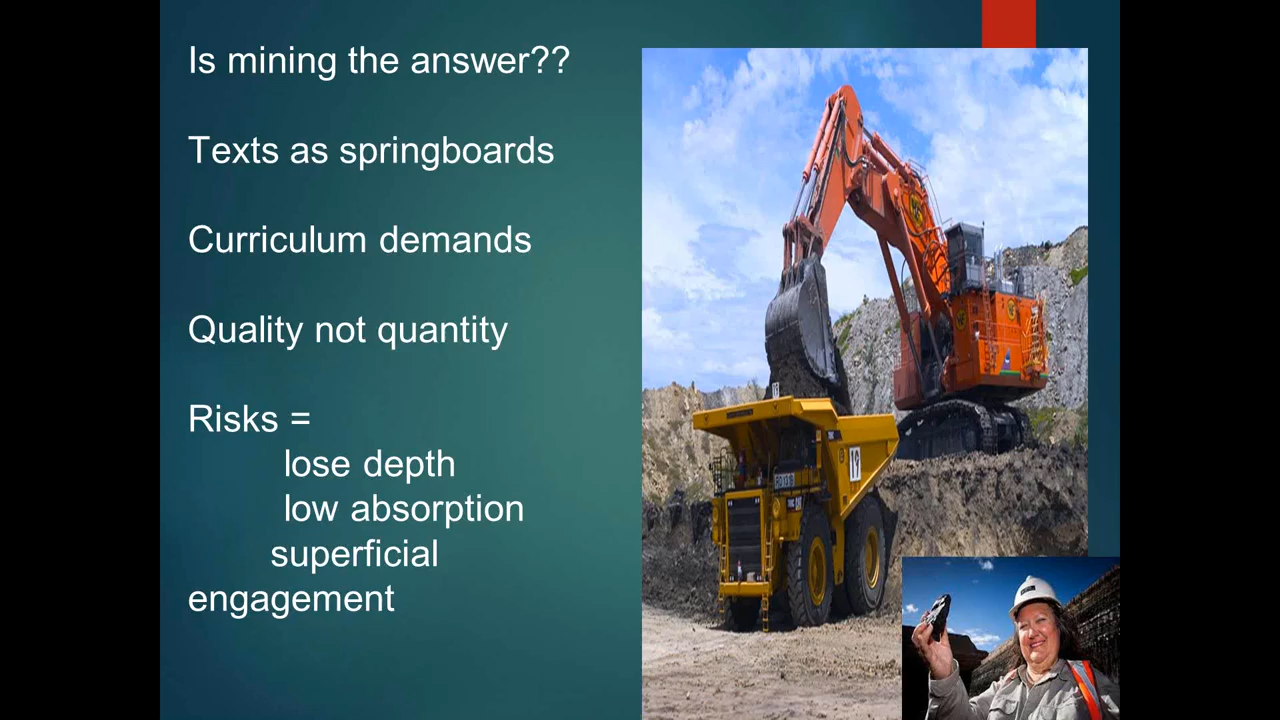 Is mining the answer??
Texts as springboards
Curriculum demands
Quality not quantity
Risks =
lose depth
low absorption
superficial
engagement
19